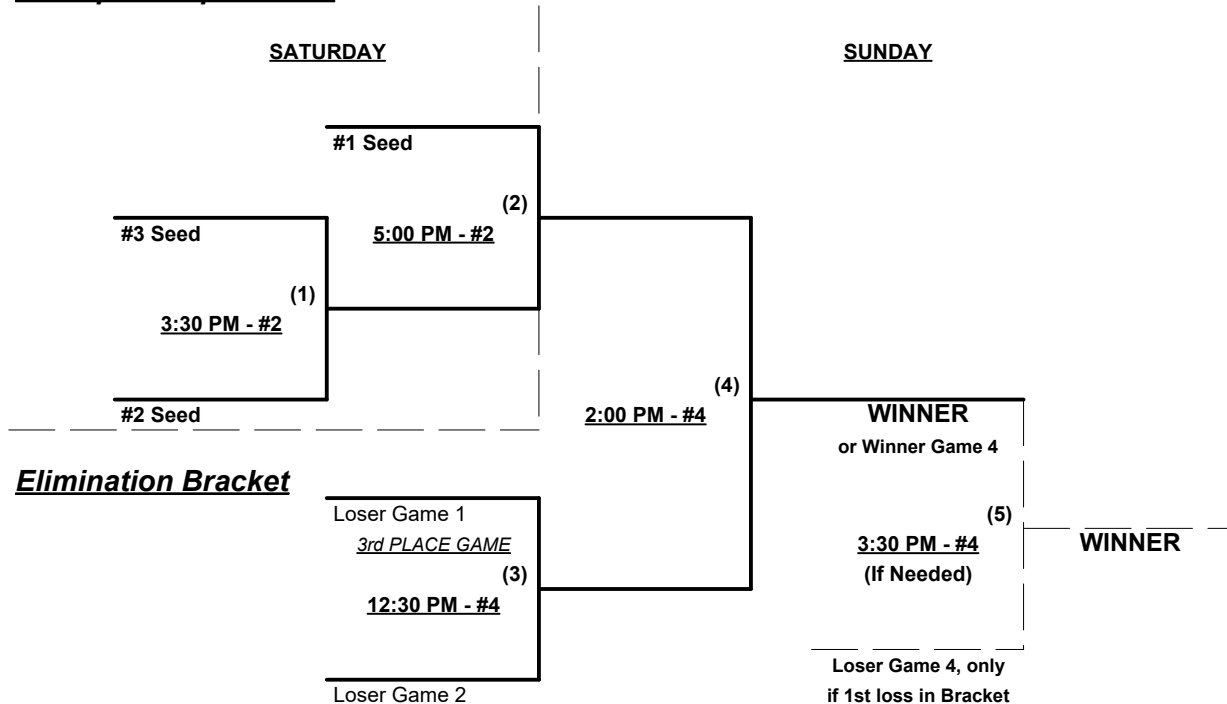 SATURDAY
SUNDAY
#1 Seed
(2)
5:00 PM - #2
#3 Seed
(1)
3:30 PM - #2
#2 Seed
(4)
2:00 PM - #4
WINNER
or Winner Game 4
Elimination Bracket
Loser Game 1
3rd PLACE GAME
(3)
12:30 PM - #4
Loser Game 2
(5)
3:30 PM - #4
(If Needed)
WINNER
Loser Game 4, only
if 1st loss in Bracket